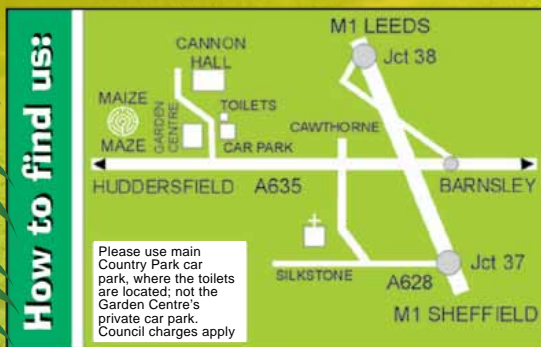 How to find us:
M1 LEEDS
Jct 38
CANNON
HALL
MAIZE
MAZE
GARDEN
CENTRE
TOILETS
CAR PARK
CAWTHORNE
HUDDERSFIELD A635
BARNSLEY
Please use main
Country Park car
park, where the toilets
are located; not the
Garden Centre's
private car park.
Council charges apply
SILKSTONE
A628
Jct 37
M1 SHEFFIELD